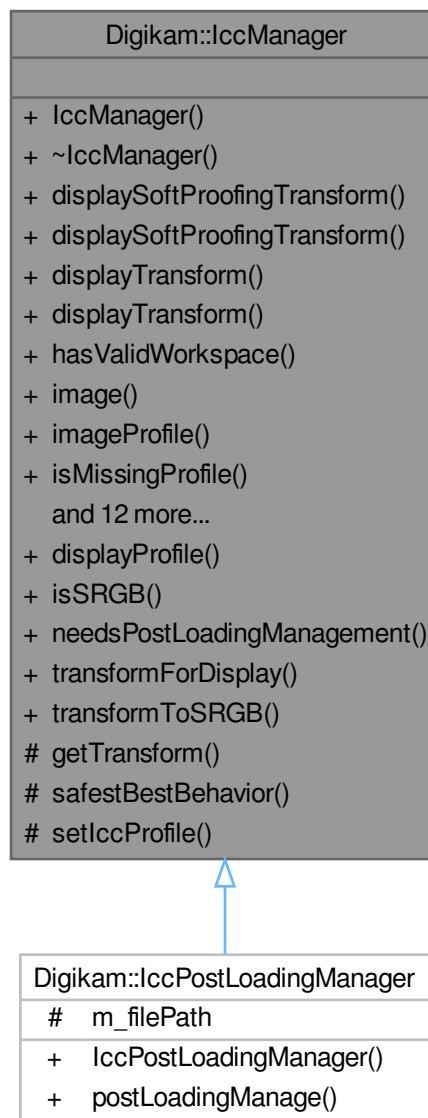 Digikam::IccManager
+ IccManager()
+ ~IccManager()
+ displaySoftProofingTransform()
+ displaySoftProofingTransform()
+ displayTransform()
+ displayTransform()
+ hasValidWorkspace()
+ image()
+ imageProfile()
+ isMissingProfile()
and 12 more...
+ displayProfile()
+ isSRGB()
+ needsPostLoadingManagement()
+ transformForDisplay()
+ transformToSRGB()
# getTransform()
# safestBestBehavior()
# setIccProfile()
Digikam::IccPostLoadingManager
# m_filePath
+ IccPostLoadingManager()
+ postLoadingManage()